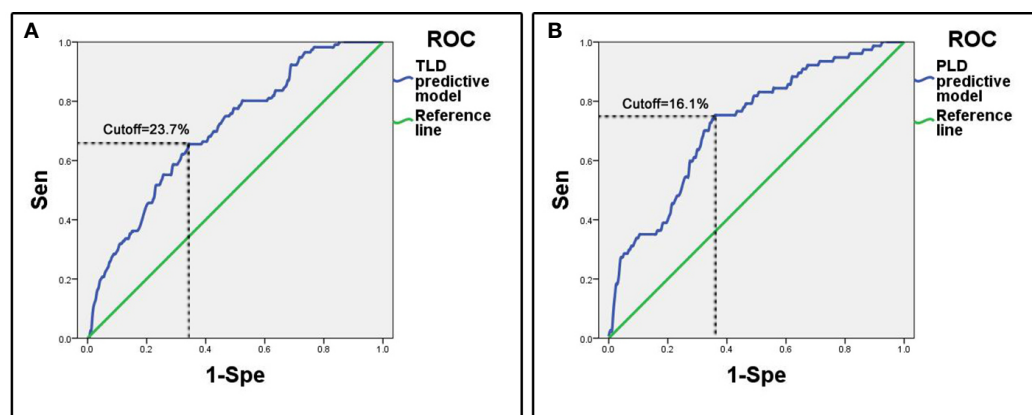 A
ROC
TLD
predictive
model
Reference
line
Cutoff=23.7%
Sen
1.0
0.8
0.6
0.4
0.2
0.0
0.0 0.2 0.4 0.6 0.8 1.0
1-Spe
B
ROC
PLD
predictive
model
Reference
line
Cutoff=16.1%
Sen
1.0
0.8
0.6
0.4
0.2
0.0
0.0 0.2 0.4 0.6 0.8 1.0
1-Spe